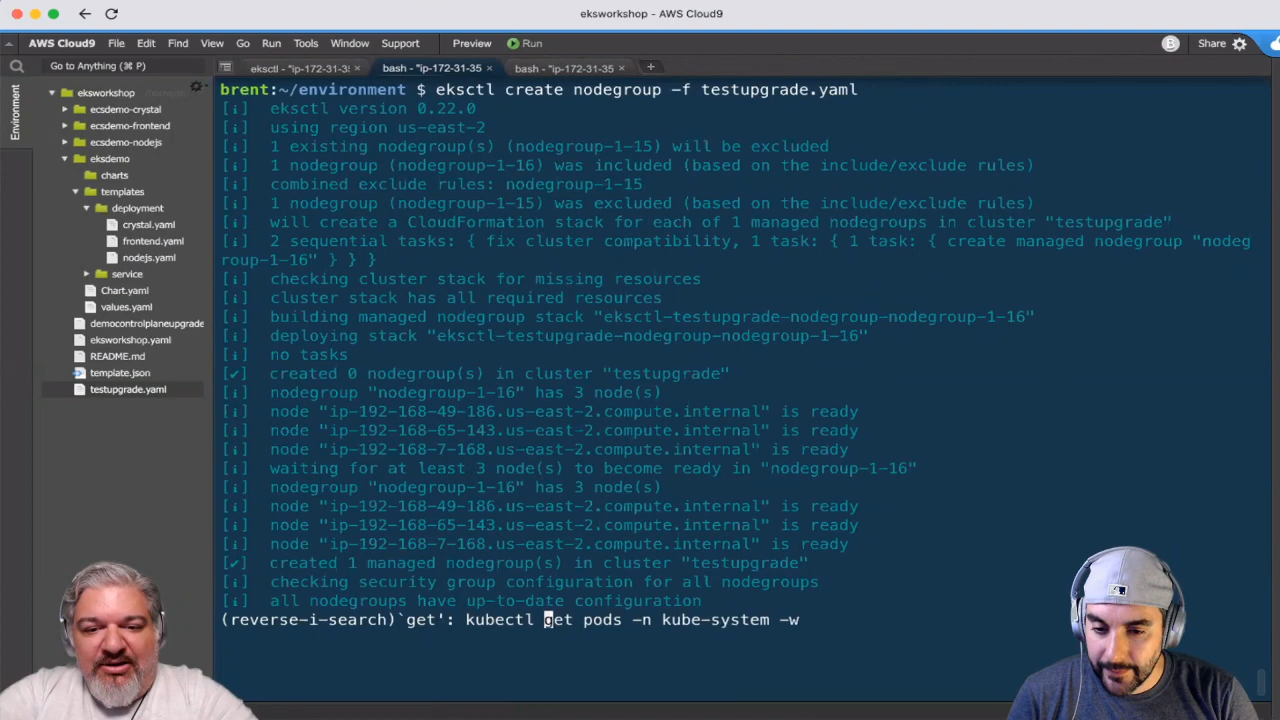 eksworkshop - AWS Cloud9
AWS Cloud9 File Edit Find View Go Run Tools Window Support Preview Run B Share
Go to Anything (⌘ P)
eksctl - "ip-172-31-35 × bash - "ip-172-31-35 × bash - "ip-172-31-35 ×
Environment
eksworkshop
ecsdemo-crystal
ecsdemo-frontend
ecsdemo-nodejs
eksdemo
charts
templates
deployment
crystal.yaml
frontend.yaml
nodejs.yaml
service
Chart.yaml
values.yaml
democontrolplaneupgrade
eksworkshop.yaml
README.md
template.json
testupgrade.yaml
brent:~/environment $ eksctl create nodegroup -f testupgrade.yaml
[ℹ]  eksctl version 0.22.0
[ℹ]  using region us-east-2
[ℹ]  1 existing nodegroup(s) (nodegroup-1-15) will be excluded
[ℹ]  1 nodegroup (nodegroup-1-16) was included (based on the include/exclude rules)
[ℹ]  combined exclude rules: nodegroup-1-15
[ℹ]  1 nodegroup (nodegroup-1-15) was excluded (based on the include/exclude rules)
[ℹ]  will create a CloudFormation stack for each of 1 managed nodegroups in cluster "testupgrade"
[ℹ]  2 sequential tasks: { fix cluster compatibility, 1 task: { 1 task: { create managed nodegroup "nodeg
roup-1-16" } } }
[ℹ]  checking cluster stack for missing resources
[ℹ]  cluster stack has all required resources
[ℹ]  building managed nodegroup stack "eksctl-testupgrade-nodegroup-nodegroup-1-16"
[ℹ]  deploying stack "eksctl-testupgrade-nodegroup-nodegroup-1-16"
[ℹ]  no tasks
[✔]  created 0 nodegroup(s) in cluster "testupgrade"
[ℹ]  nodegroup "nodegroup-1-16" has 3 node(s)
[ℹ]  node "ip-192-168-49-186.us-east-2.compute.internal" is ready
[ℹ]  node "ip-192-168-65-143.us-east-2.compute.internal" is ready
[ℹ]  node "ip-192-168-7-168.us-east-2.compute.internal" is ready
[ℹ]  waiting for at least 3 node(s) to become ready in "nodegroup-1-16"
[ℹ]  nodegroup "nodegroup-1-16" has 3 node(s)
[ℹ]  node "ip-192-168-49-186.us-east-2.compute.internal" is ready
[ℹ]  node "ip-192-168-65-143.us-east-2.compute.internal" is ready
[ℹ]  node "ip-192-168-7-168.us-east-2.compute.internal" is ready
[✔]  created 1 managed nodegroup(s) in cluster "testupgrade"
[ℹ]  checking security group configuration for all nodegroups
[ℹ]  all nodegroups have up-to-date configuration
(reverse-i-search)`get': kubectl get pods -n kube-system -w